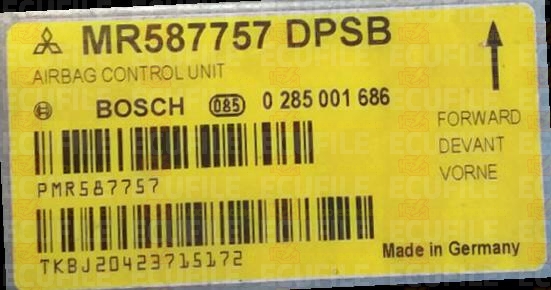 MR587757 DPSB
AIRBAG CONTROL UNIT
BOSCH 085 0 285 001 686
FORWARD
DEVANT
VORNE
PMR587757
TKBJ20423715172
Made in Germany
ECUFILE